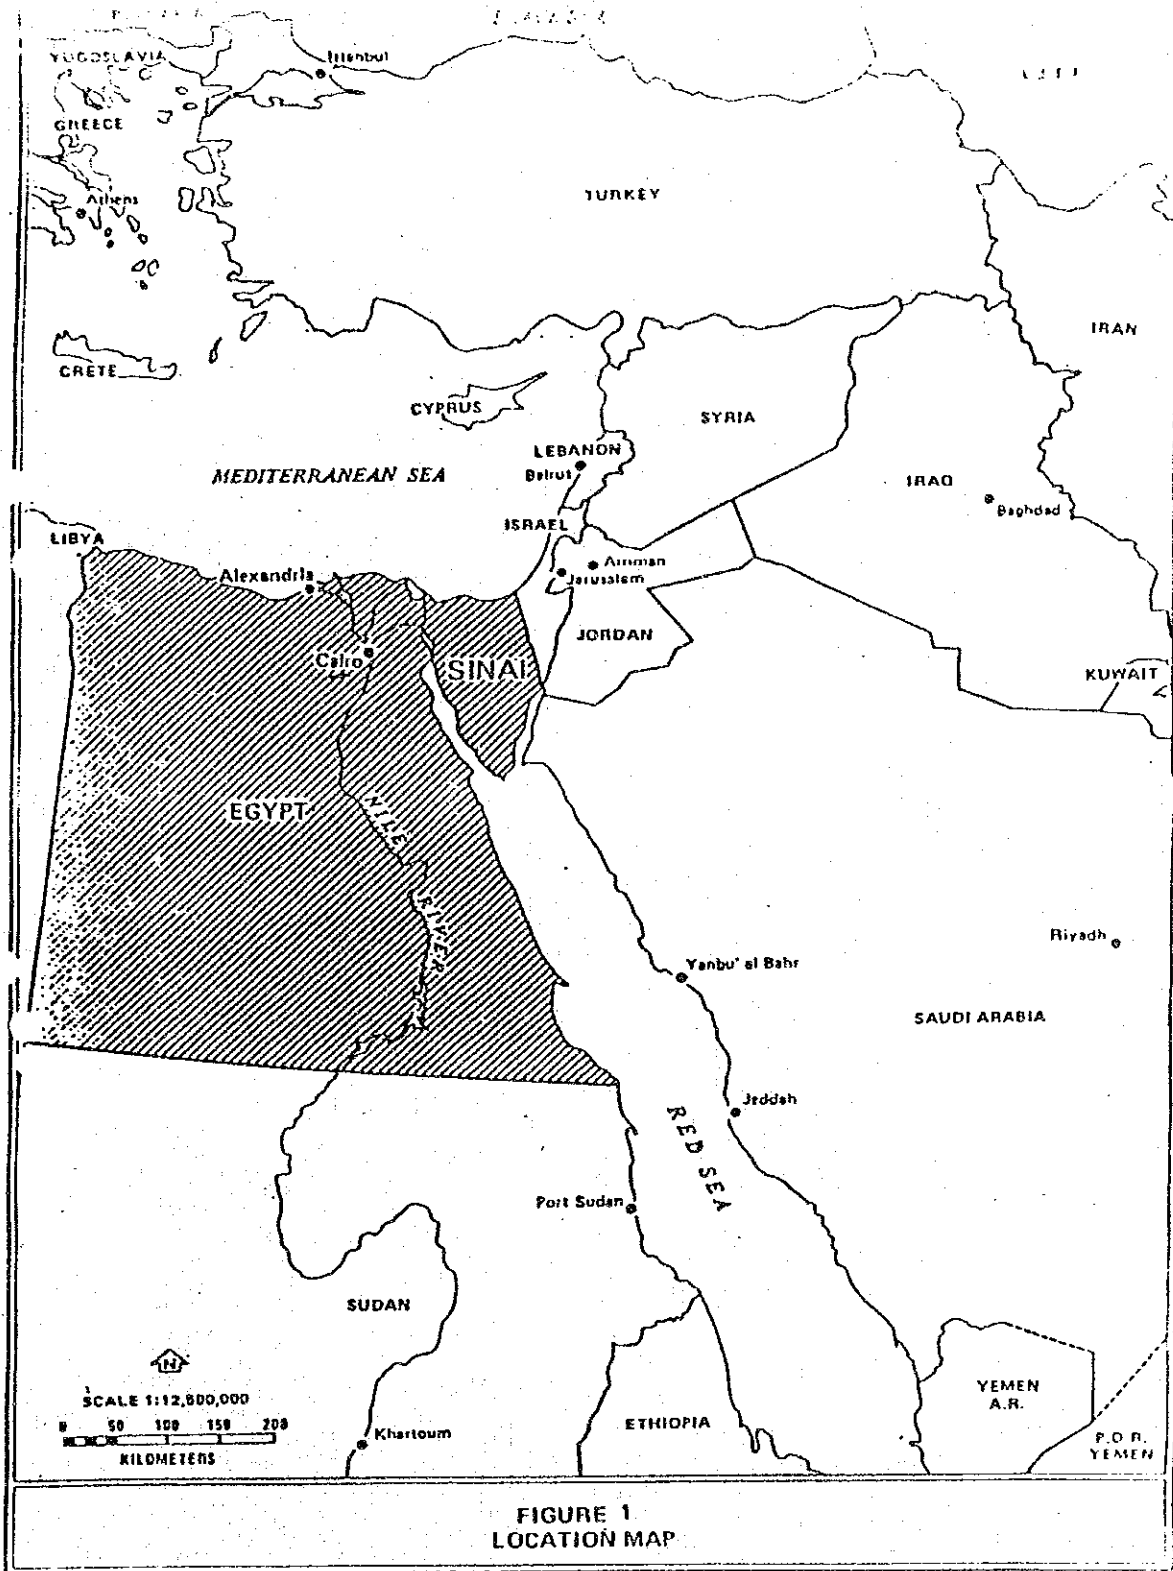 YUGOSLAVIA
Istanbul
GREECE
Athens
TURKEY
IRAN
CRETE
CYPRUS
SYRIA
LEBANON
Beirut
MEDITERRANEAN SEA
IRAQ
Baghdad
ISRAEL
LIBYA
Amman
Jerusalem
Alexandria
JORDAN
Cairo
SINAI
KUWAIT
EGYPT
NILE RIVER
Riyadh
Yanbu' al Bahr
SAUDI ARABIA
Jeddah
RED SEA
Port Sudan
SUDAN
N
YEMEN
A.R.
SCALE 1:12,600,000
0 50 100 150 200
KILOMETERS
Khartoum
ETHIOPIA
P.D.R.
YEMEN
FIGURE 1
LOCATION MAP